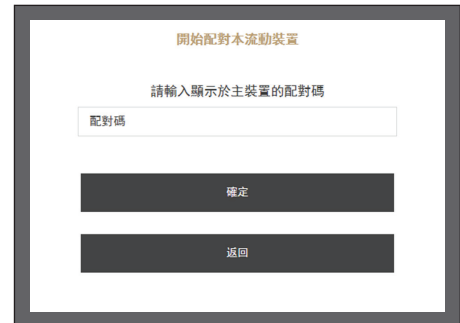 開始配對本流動裝置
請輸入顯示於主裝置的配對碼
配對碼
確定
返回